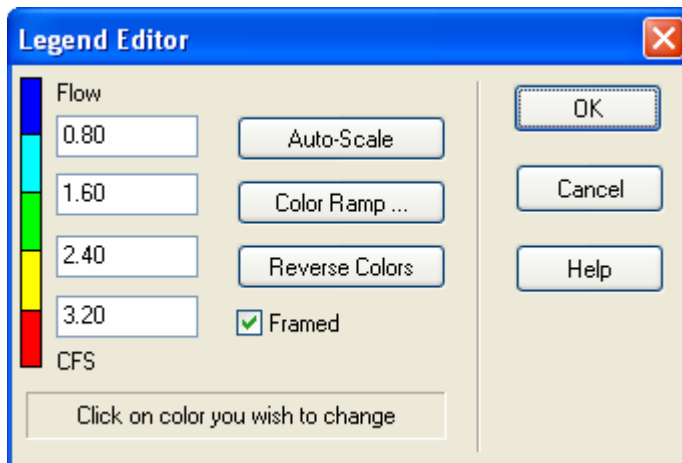 Legend Editor
Flow
0.80
1.60
2.40
3.20
CFS
Auto-Scale
Color Ramp ...
Reverse Colors
Framed
OK
Cancel
Help
Click on color you wish to change